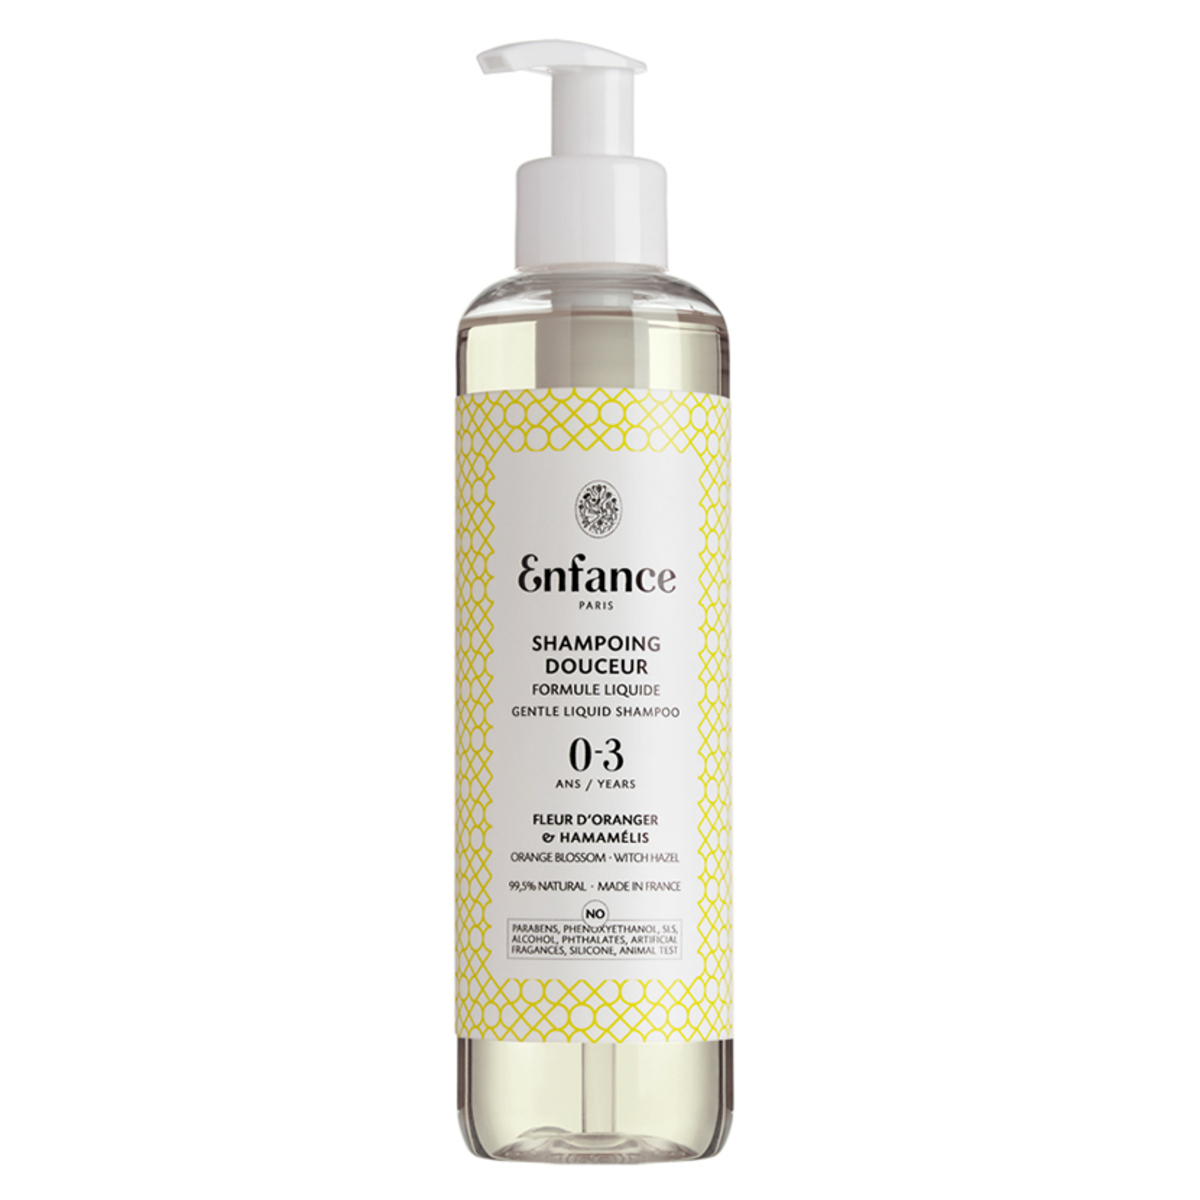 Enfance
PARIS
SHAMPOING
DOUCEUR
FORMULE LIQUIDE
GENTLE LIQUID SHAMPOO
0-3
ANS / YEARS
FLEUR D'ORANGER
& HAMAMÉLIS
ORANGE BLOSSOM · WITCH HAZEL
99,5% NATURAL · MADE IN FRANCE
NO
PARABENS, PHENOXYETHANOL, SLS,
ALCOHOL, PHTHALATES, ARTIFICIAL
FRAGANCES, SILICONE, ANIMAL TEST